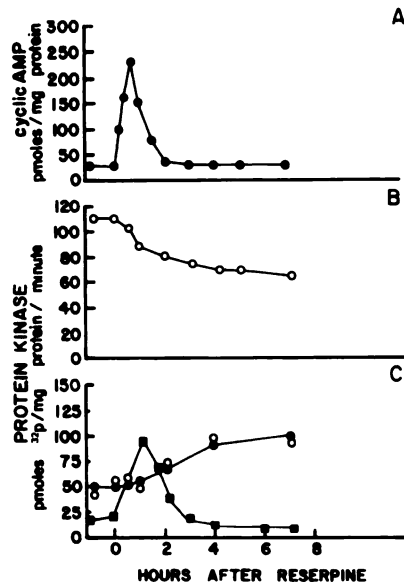 A
cyclic AMP
pmoles / mg protein
300
250
200
150
100
50
0
B
120
100
80
60
40
20
0
C
PROTEIN KINASE
pmoles ³²p/mg protein / minute
150
125
100
75
50
25
0
0 2 4 6 8
HOURS AFTER RESERPINE